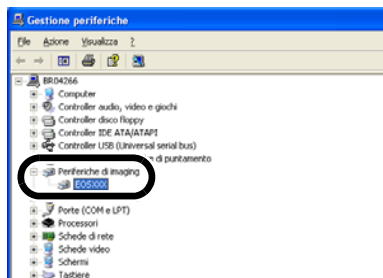 Gestione periferiche
File Azione Visualizza ?
BR04266
Computer
Controller audio, video e giochi
Controller disco floppy
Controller IDE ATA/ATAPI
Controller USB (Universal serial bus)
di puntamento
Periferiche di imaging
EOSXXX
Porte (COM e LPT)
Processori
Schede di rete
Schede video
Schermi
Tastiere